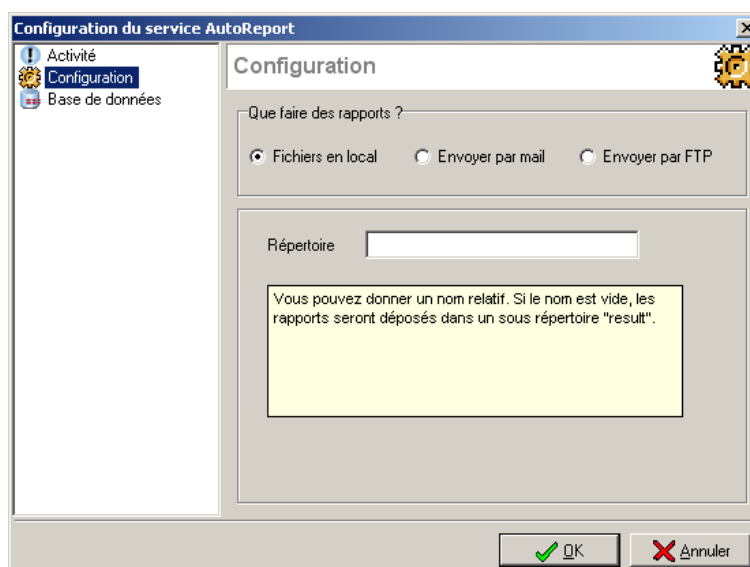 Configuration du service AutoReport
Activité
Configuration
Base de données
Configuration
Que faire des rapports ?
Fichiers en local
Envoyer par mail
Envoyer par FTP
Répertoire
Vous pouvez donner un nom relatif. Si le nom est vide, les
rapports seront déposés dans un sous répertoire "result".
OK
Annuler